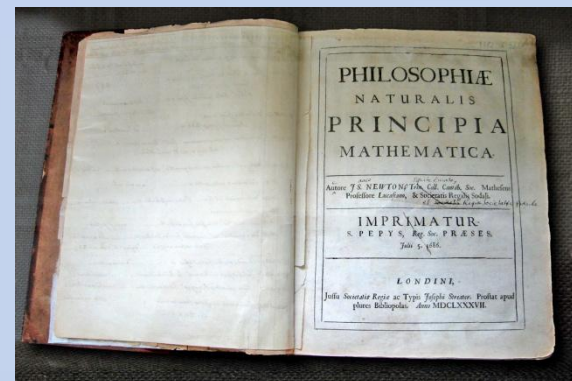 PHILOSOPHIÆ
NATURALIS
PRINCIPIA
MATHEMATICA.
Autore J. S. NEWTON, Trin. Coll. Cantab. Soc. Matheseos
Professore Lucasiano, & Societatis Regalis Sodali.
IMPRIMATUR.
S. PEPYS, Reg. Soc. PRÆSES.
Julii 5. 1686.
LONDINI,
Jussu Societatis Regiæ ac Typis Josephi Streater. Prostat apud
plures Bibliopolas. Anno MDCLXXXVII.